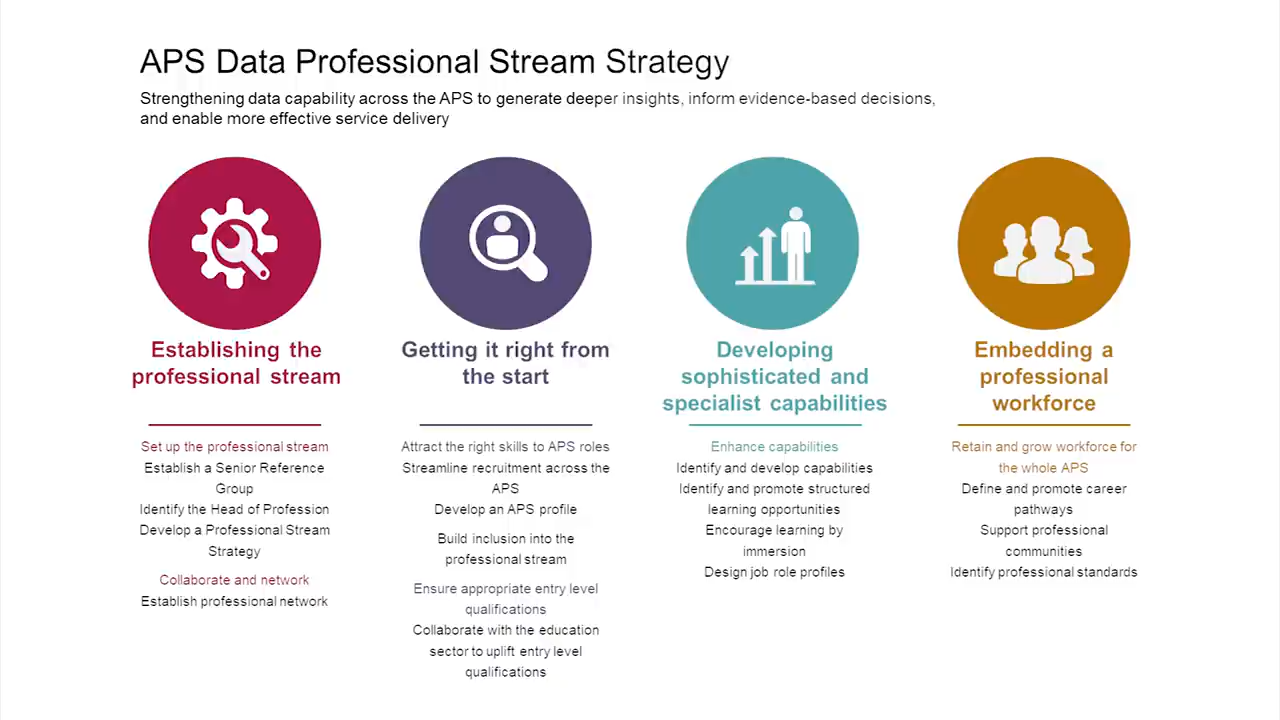 APS Data Professional Stream Strategy
Strengthening data capability across the APS to generate deeper insights, inform evidence-based decisions,
and enable more effective service delivery
Establishing the
professional stream
Set up the professional stream
Establish a Senior Reference
Group
Identify the Head of Profession
Develop a Professional Stream
Strategy
Collaborate and network
Establish professional network
Getting it right from
the start
Attract the right skills to APS roles
Streamline recruitment across the
APS
Develop an APS profile
Build inclusion into the
professional stream
Ensure appropriate entry level
qualifications
Collaborate with the education
sector to uplift entry level
qualifications
Developing
sophisticated and
specialist capabilities
Enhance capabilities
Identify and develop capabilities
Identify and promote structured
learning opportunities
Encourage learning by
immersion
Design job role profiles
Embedding a
professional
workforce
Retain and grow workforce for
the whole APS
Define and promote career
pathways
Support professional
communities
Identify professional standards